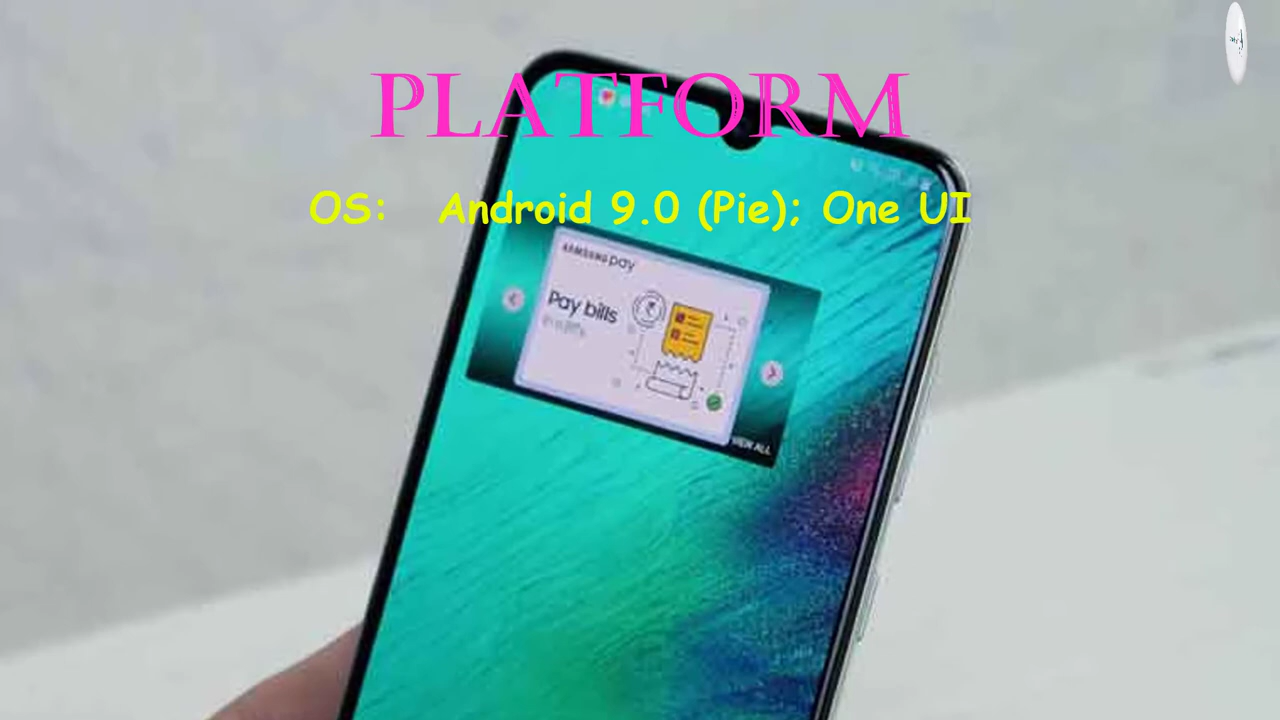 PLATFORM
OS: Android 9.0 (Pie); One UI
SAMSUNG pay
Pay bills
VIEW ALL